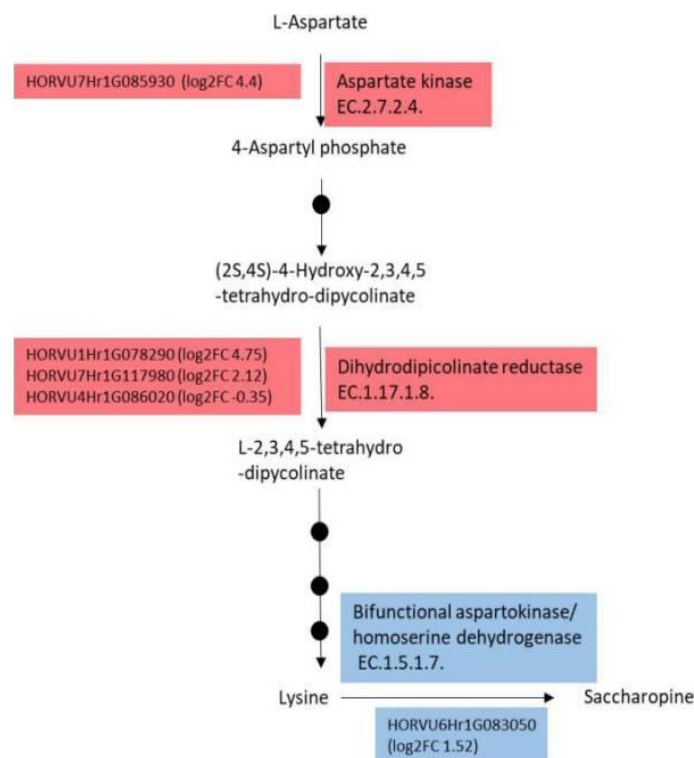 L-Aspartate
HORVU7Hr1G085930 (log2FC 4.4)
Aspartate kinase
EC.2.7.2.4.
4-Aspartyl phosphate
(2S,4S)-4-Hydroxy-2,3,4,5
-tetrahydro-dipycolinate
HORVU1Hr1G078290 (log2FC 4.75)
HORVU7Hr1G117980 (log2FC 2.12)
HORVU4Hr1G086020 (log2FC -0.35)
Dihydrodipicolinate reductase
EC.1.17.1.8.
L-2,3,4,5-tetrahydro
-dipycolinate
Bifunctional aspartokinase/
homoserine dehydrogenase
EC.1.5.1.7.
Lysine
Saccharopine
HORVU6Hr1G083050
(log2FC 1.52)